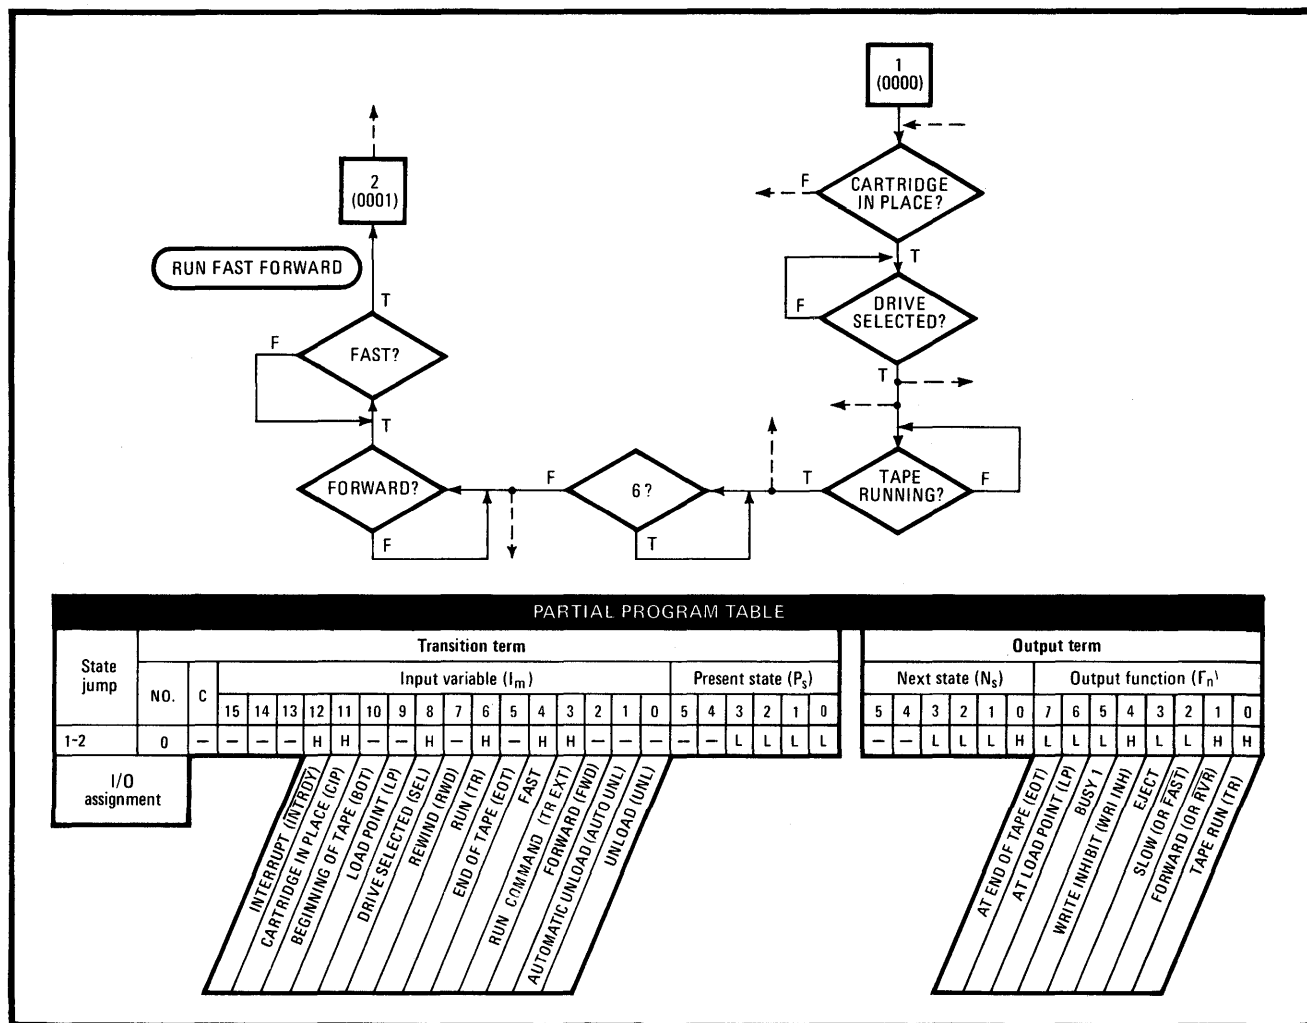 1
(0000)
F
CARTRIDGE
IN PLACE?
T
2
(0001)
RUN FAST FORWARD
F
DRIVE
SELECTED?
T
T
F
FAST?
T
FORWARD?
F
F
6?
T
T
TAPE
RUNNING?
F
PARTIAL PROGRAM TABLE
State jump | Transition term | Output term
NO. | C | Input variable (Im) | Present state (Ps) | Next state (Ns) | Output function (Fn)
15 14 13 12 11 10 9 8 7 6 5 4 3 2 1 0 | 5 4 3 2 1 0 | 5 4 3 2 1 0 | 7 6 5 4 3 2 1 0
1-2 | 0 | – | – – – H H – – H – H – H H – – – | – – L L L L | – – L L L H | L L L H L L H H
I/O
assignment
INTERRUPT (INTRDY)
CARTRIDGE IN PLACE (CIP)
BEGINNING OF TAPE (BOT)
LOAD POINT (LP)
DRIVE SELECTED (SEL)
REWIND (RWD)
RUN (TR)
END OF TAPE (EOT)
FAST
RUN COMMAND (TR EXT)
FORWARD (FWD)
AUTOMATIC UNLOAD (AUTO UNL)
UNLOAD (UNL)
AT END OF TAPE (EOT)
AT LOAD POINT (LP)
BUSY 1
WRITE INHIBIT (WRI INH)
EJECT
SLOW (OR FAST)
FORWARD (OR RVR)
TAPE RUN (TR)